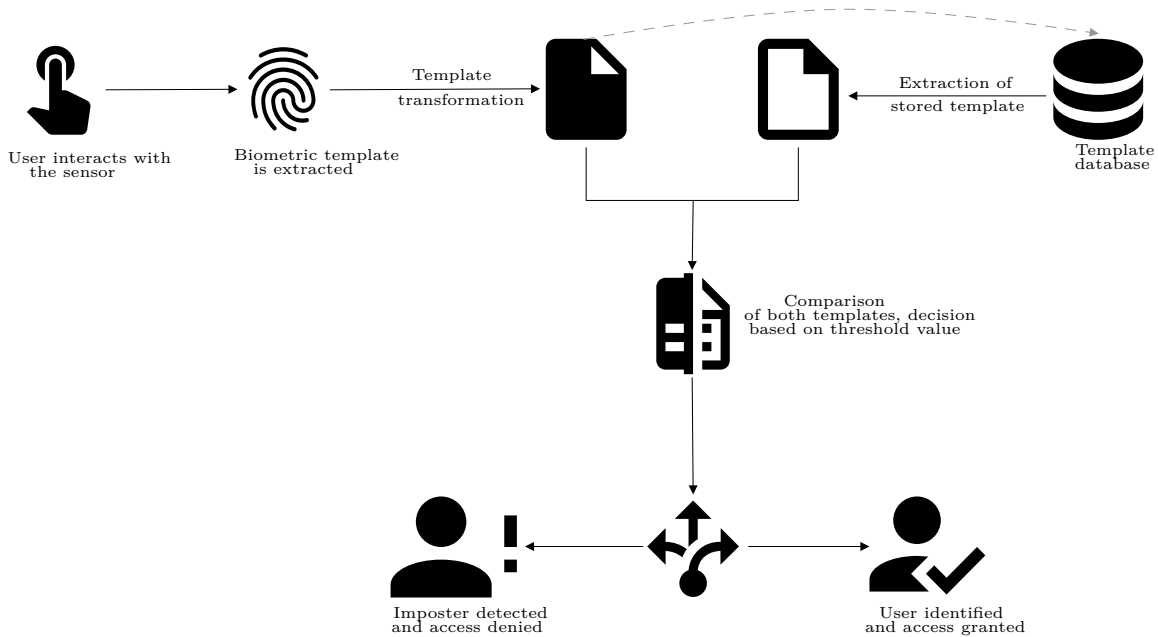 Template
transformation
Extraction of
stored template
User interacts with
the sensor
Biometric template
is extracted
Template
database
Comparison
of both templates, decision
based on threshold value
Imposter detected
and access denied
User identified
and access granted